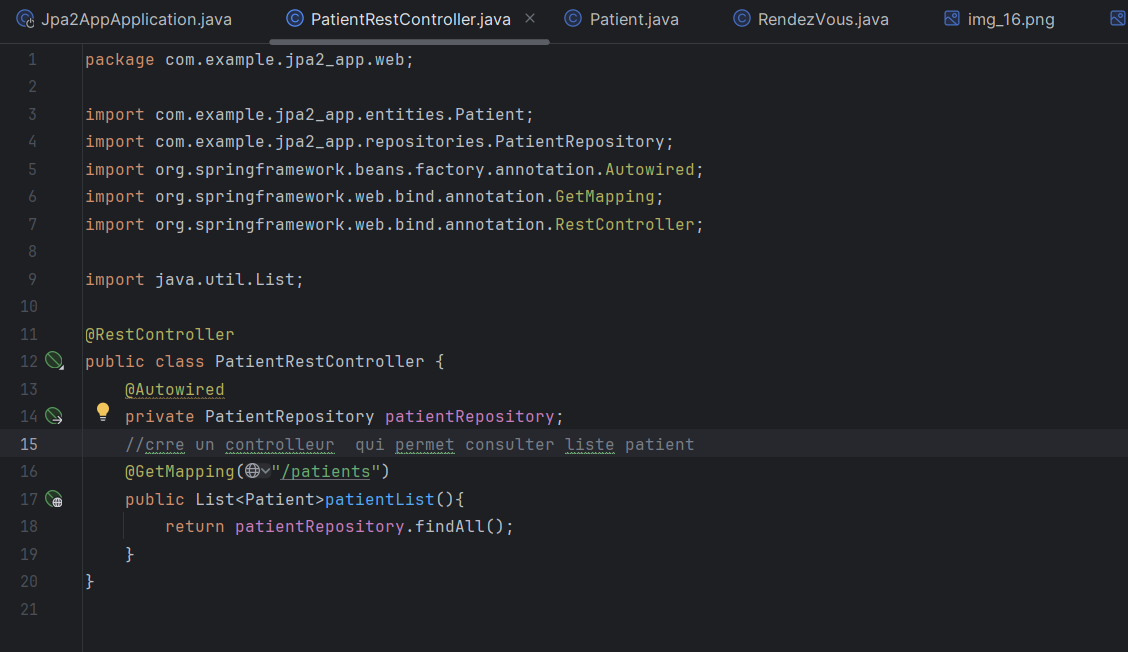 Jpa2AppApplication.java PatientRestController.java Patient.java RendezVous.java img_16.png
1 package com.example.jpa2_app.web;
2
3 import com.example.jpa2_app.entities.Patient;
4 import com.example.jpa2_app.repositories.PatientRepository;
5 import org.springframework.beans.factory.annotation.Autowired;
6 import org.springframework.web.bind.annotation.GetMapping;
7 import org.springframework.web.bind.annotation.RestController;
8
9 import java.util.List;
10
11 @RestController
12 public class PatientRestController {
13 @Autowired
14 private PatientRepository patientRepository;
15 //crre un controlleur  qui permet consulter liste patient
16 @GetMapping("/patients")
17 public List<Patient>patientList(){
18 return patientRepository.findAll();
19 }
20 }
21